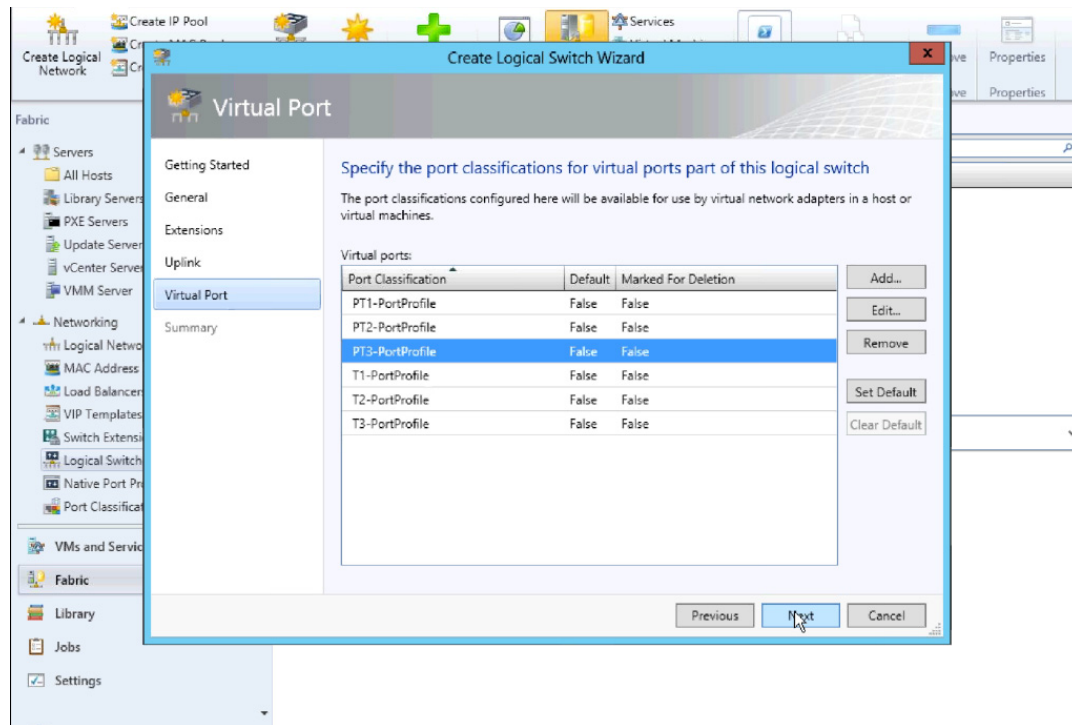 Create IP Pool
Create Logical
Network
Services
Properties
Properties
Create Logical Switch Wizard
x
Virtual Port
Fabric
Servers
All Hosts
Library Servers
PXE Servers
Update Server
vCenter Server
VMM Server
Networking
Logical Netwo
MAC Address
Load Balancer
VIP Templates
Switch Extensi
Logical Switch
Native Port Pr
Port Classificat
VMs and Servic
Fabric
Library
Jobs
Settings
Getting Started
General
Extensions
Uplink
Virtual Port
Summary
Specify the port classifications for virtual ports part of this logical switch
The port classifications configured here will be available for use by virtual network adapters in a host or
virtual machines.
Virtual ports:
Port Classification Default Marked For Deletion
PT1-PortProfile False False
PT2-PortProfile False False
PT3-PortProfile False False
T1-PortProfile False False
T2-PortProfile False False
T3-PortProfile False False
Add...
Edit...
Remove
Set Default
Clear Default
Previous Next Cancel